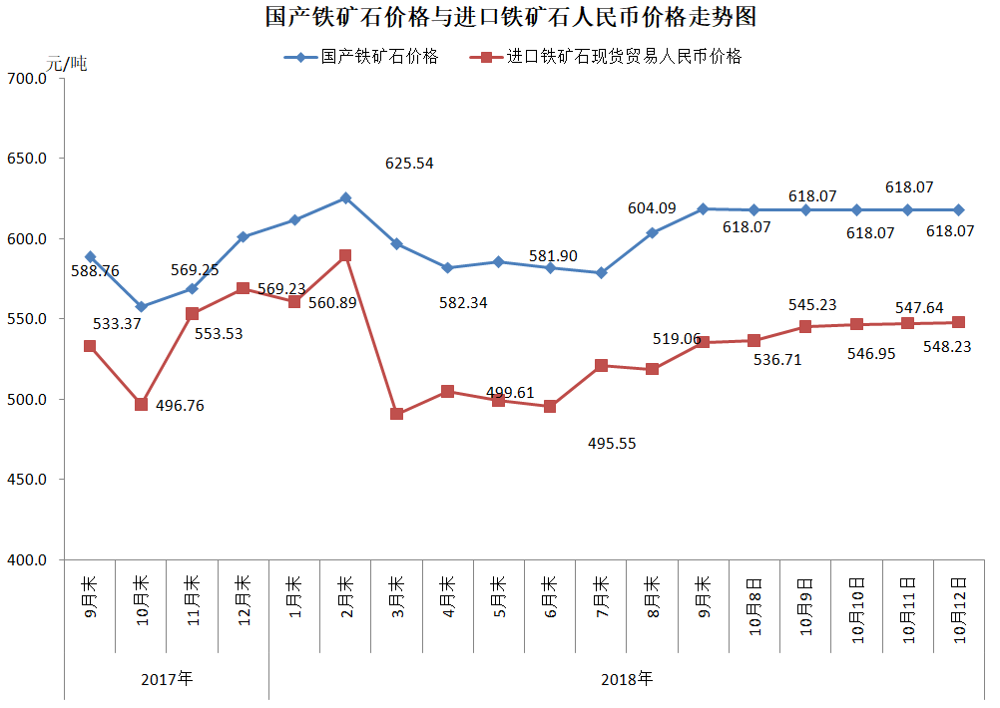 国产铁矿石价格与进口铁矿石人民币价格走势图
国产铁矿石价格 进口铁矿石现货贸易人民币价格
元/吨
700.0
650.0
600.0
550.0
500.0
450.0
400.0
588.76
533.37
496.76
569.25
553.53
569.23
560.89
625.54
582.34
499.61
581.90
495.55
604.09
519.06
618.07
536.71
618.07
545.23
618.07
546.95
618.07
547.64
618.07
548.23
9月末
10月末
11月末
12月末
1月末
2月末
3月末
4月末
5月末
6月末
7月末
8月末
9月末
10月8日
10月9日
10月10日
10月11日
10月12日
2017年 2018年